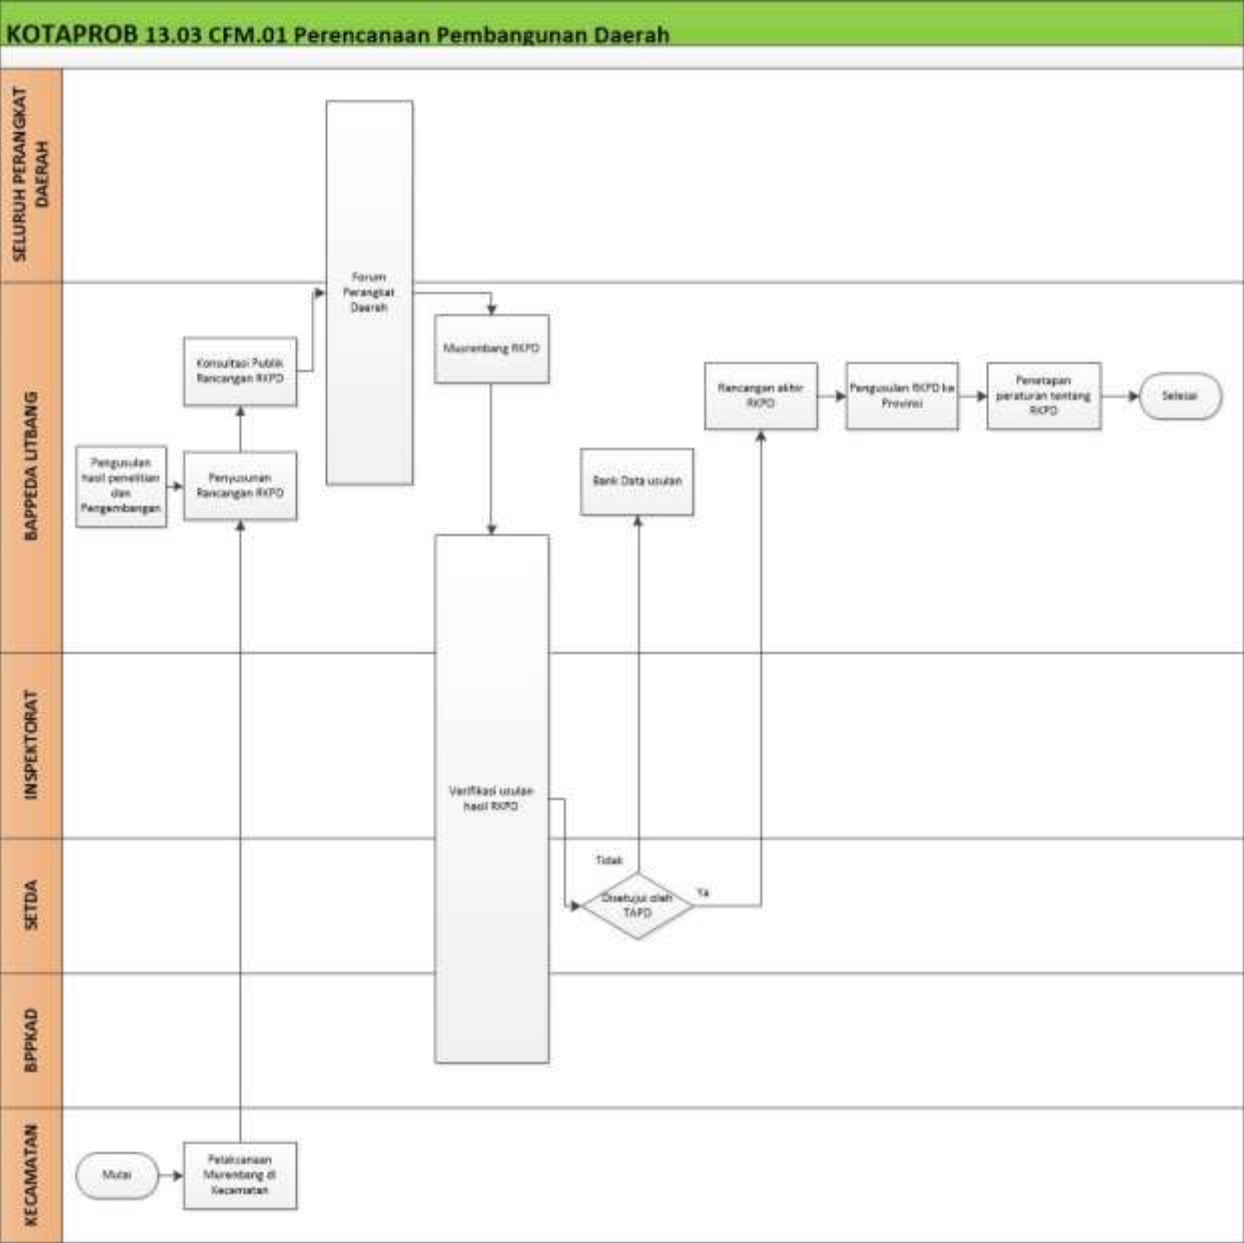 KOTAPROB 13.03 CFM.01 Perencanaan Pembangunan Daerah
SELURUH PERANGKAT
DAERAH
Forum
Perangkat
Daerah
BAPPEDA LITBANG
Konsultasi Publik
Rancangan RKPD
Musrenbang RKPD
Pengusulan
hasil penelitian
dan
Pengembangan
Penyusunan
Rancangan RKPD
Bank Data usulan
Rancangan akhir
RKPD
Pengusulan RKPD ke
Provinsi
Penetapan
peraturan tentang
RKPD
Selesai
INSPEKTORAT
Verifikasi usulan
hasil RKPD
SETDA
Tidak
Disetujui oleh
TAPD
Ya
BPPKAD
KECAMATAN
Mulai
Pelaksanaan
Murenbang di
Kecamatan